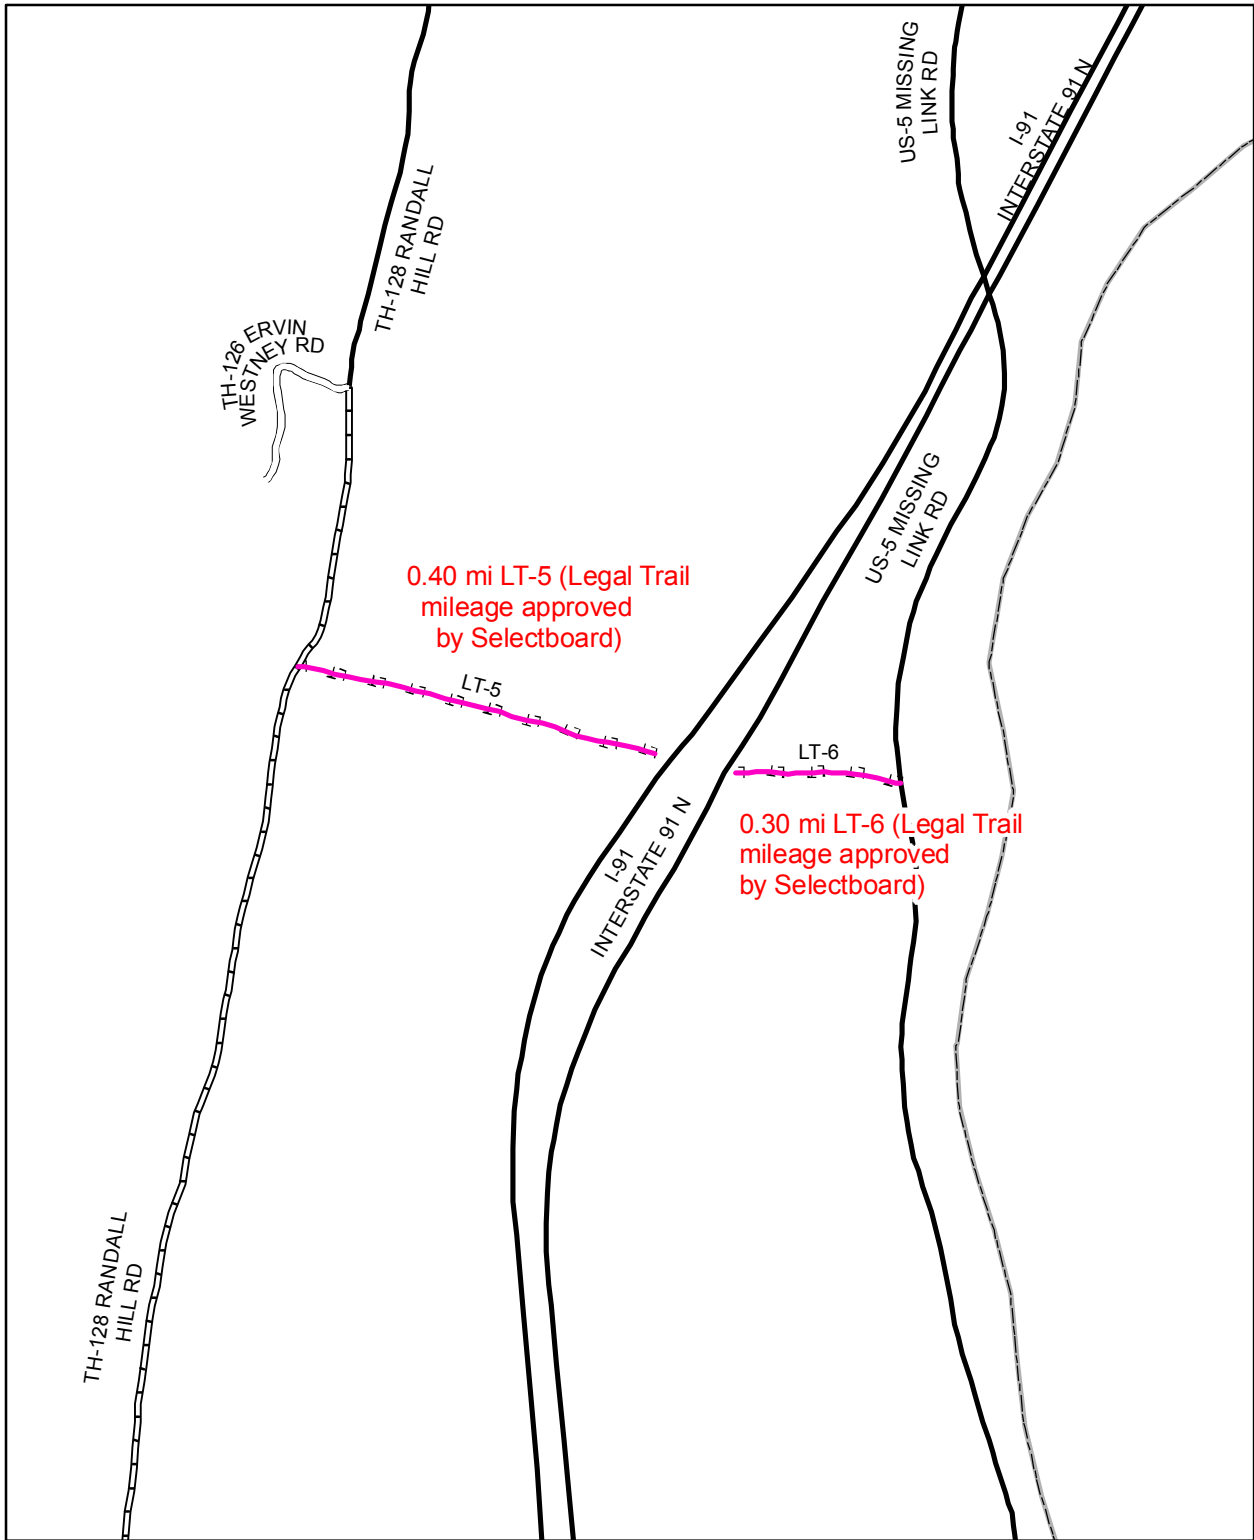 US-5 MISSING
LINK RD
I-91
INTERSTATE 91 N
TH-128 RANDALL
HILL RD
TH-126 ERVIN
WESTNEY RD
US-5 MISSING
LINK RD
0.40 mi LT-5 (Legal Trail
mileage approved
by Selectboard)
LT-5
LT-6
0.30 mi LT-6 (Legal Trail
mileage approved
by Selectboard)
I-91
INTERSTATE 91 N
TH-128 RANDALL
HILL RD